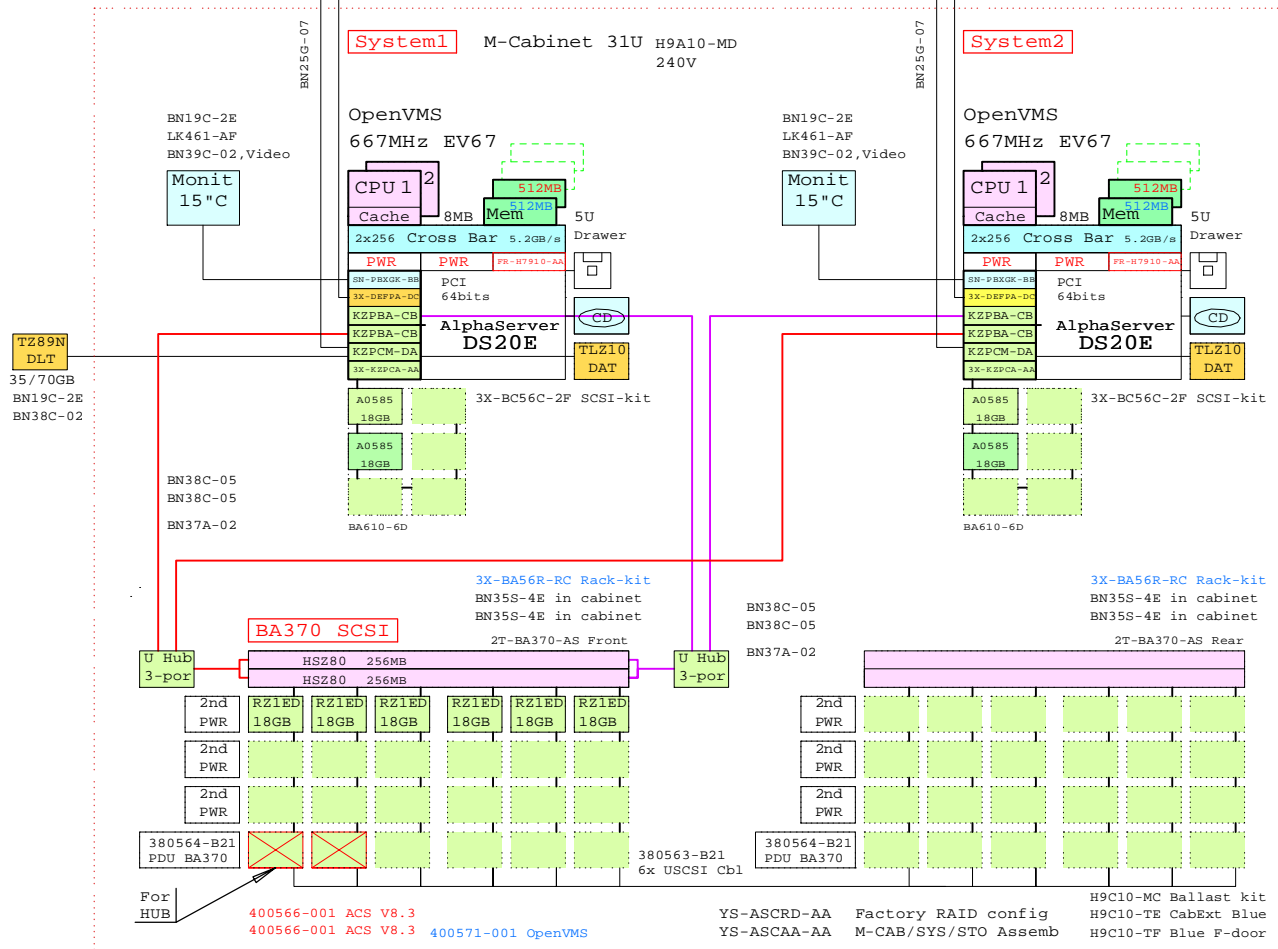 System1
M-Cabinet 31U H9A10-MD
240V
System2
BN25G-07
BN25G-07
BN19C-2E
LK461-AF
BN39C-02,Video
Monit
15"C
OpenVMS
667MHz EV67
CPU 1
2
Cache
8MB
512MB
512MB
Mem
5U
Drawer
2x256 Cross Bar 5.2GB/s
PWR
PWR
FR-H7910-AA
SN-PBXGK-BB
3X-DEFPA-DC
KZPBA-CB
KZPBA-CB
KZPCM-DA
3X-KZPCA-AA
PCI
64bits
AlphaServer
DS20E
CD
TLZ10
DAT
TZ89N
DLT
35/70GB
BN19C-2E
BN38C-02
A0585
18GB
A0585
18GB
BA610-6D
3X-BC56C-2F SCSI-kit
BN19C-2E
LK461-AF
BN39C-02,Video
Monit
15"C
OpenVMS
667MHz EV67
CPU 1
2
Cache
8MB
512MB
512MB
Mem
5U
Drawer
2x256 Cross Bar 5.2GB/s
PWR
PWR
FR-H7910-AA
SN-PBXGK-BB
3X-DEFPA-DC
KZPBA-CB
KZPBA-CB
KZPCM-DA
3X-KZPCA-AA
PCI
64bits
AlphaServer
DS20E
CD
TLZ10
DAT
A0585
18GB
A0585
18GB
BA610-6D
3X-BC56C-2F SCSI-kit
BN38C-05
BN38C-05
BN37A-02
3X-BA56R-RC Rack-kit
BN35S-4E in cabinet
BN35S-4E in cabinet
BA370 SCSI
2T-BA370-AS Front
U Hub
3-por
HSZ80 256MB
HSZ80 256MB
U Hub
3-por
BN38C-05
BN38C-05
BN37A-02
3X-BA56R-RC Rack-kit
BN35S-4E in cabinet
BN35S-4E in cabinet
2T-BA370-AS Rear
2nd
PWR
RZ1ED
18GB
RZ1ED
18GB
RZ1ED
18GB
RZ1ED
18GB
RZ1ED
18GB
RZ1ED
18GB
2nd
PWR
2nd
PWR
380564-B21
PDU BA370
380563-B21
6x USCSI Cbl
2nd
PWR
2nd
PWR
2nd
PWR
380564-B21
PDU BA370
For
HUB
400566-001 ACS V8.3
400566-001 ACS V8.3
400571-001 OpenVMS
YS-ASCRD-AA Factory RAID config
YS-ASCAA-AA M-CAB/SYS/STO Assemb
H9C10-MC Ballast kit
H9C10-TE CabExt Blue
H9C10-TF Blue F-door